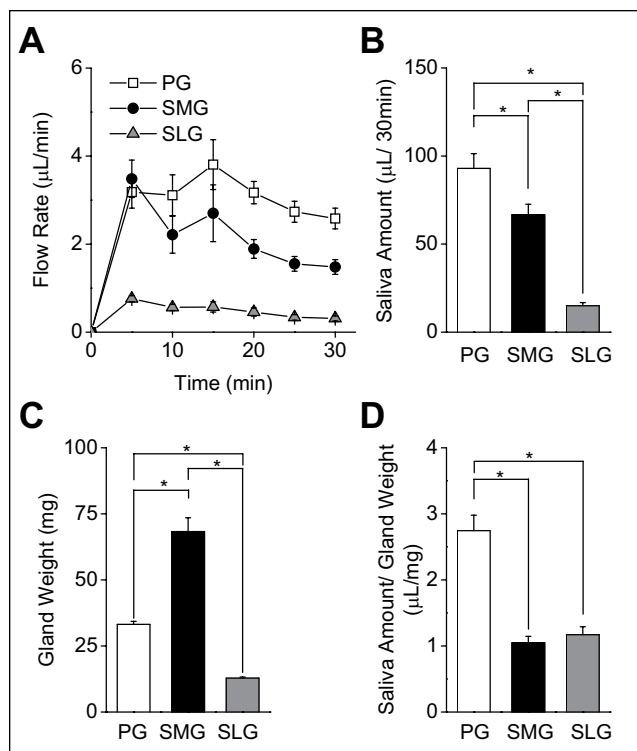 A
PG
SMG
SLG
Flow Rate (μL/min)
6
4
2
0
0 10 20 30
Time (min)
B
Saliva Amount (μL/ 30min)
150
100
50
0
*
* *
PG SMG SLG
C
Gland Weight (mg)
100
75
50
25
0
*
* *
PG SMG SLG
D
Saliva Amount/ Gland Weight
(μL/mg)
4
3
2
1
0
*
*
PG SMG SLG